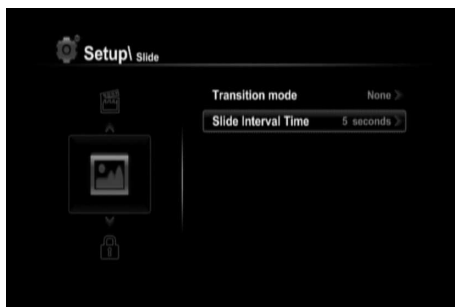 Setup\ Slide
Transition mode None
Slide Interval Time 5 seconds